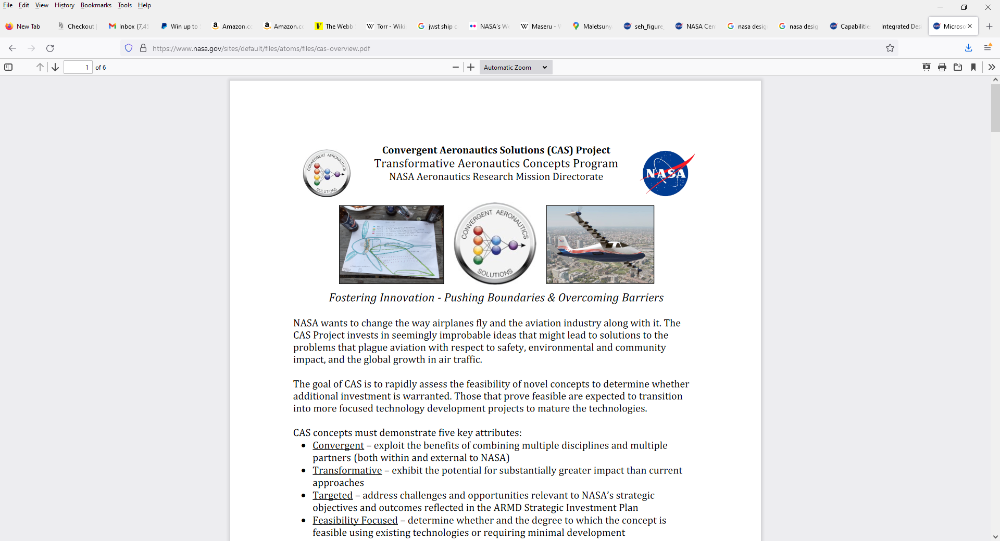 File Edit View History Bookmarks Tools Help
New Tab Checkout Inbox (7,45 Win up to Amazon.cc Amazon.cc The Webb Torr - Wiki jwst ship c NASA's We Maseru - W Maletsuny seh_figure NASA Cen nasa desig nasa desig Capabilitie Integrated Des Microso
https://www.nasa.gov/sites/default/files/atoms/files/cas-overview.pdf
1 of 6 Automatic Zoom
Convergent Aeronautics Solutions (CAS) Project
Transformative Aeronautics Concepts Program
NASA Aeronautics Research Mission Directorate
CONVERGENT AERONAUTICS SOLUTIONS
NASA
CONVERGENT AERONAUTICS SOLUTIONS
Fostering Innovation - Pushing Boundaries & Overcoming Barriers
NASA wants to change the way airplanes fly and the aviation industry along with it. The
CAS Project invests in seemingly improbable ideas that might lead to solutions to the
problems that plague aviation with respect to safety, environmental and community
impact, and the global growth in air traffic.
The goal of CAS is to rapidly assess the feasibility of novel concepts to determine whether
additional investment is warranted. Those that prove feasible are expected to transition
into more focused technology development projects to mature the technologies.
CAS concepts must demonstrate five key attributes:
• Convergent – exploit the benefits of combining multiple disciplines and multiple
partners (both within and external to NASA)
• Transformative – exhibit the potential for substantially greater impact than current
approaches
• Targeted – address challenges and opportunities relevant to NASA’s strategic
objectives and outcomes reflected in the ARMD Strategic Investment Plan
• Feasibility Focused – determine whether and the degree to which the concept is
feasible using existing technologies or requiring minimal development